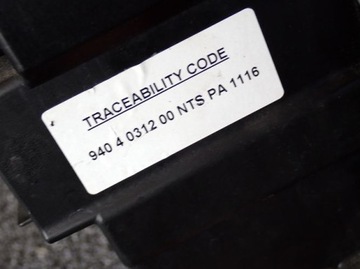 TRACEABILITY CODE
940 4 0312 00 NTS PA 1116